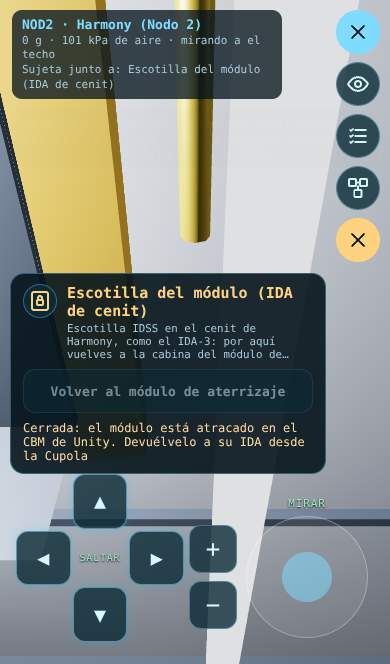 NOD2 · Harmony (Nodo 2)
0 g · 101 kPa de aire · mirando a el
techo
Sujeta junto a: Escotilla del módulo
(IDA de cenit)
Escotilla del módulo (IDA
de cenit)
Escotilla IDSS en el cenit de
Harmony, como el IDA-3: por aquí
vuelves a la cabina del módulo de…
Volver al módulo de aterrizaje
Cerrada: el módulo está atracado en el
CBM de Unity. Devuélvelo a su IDA desde
la Cupola
MIRAR
SALTAR